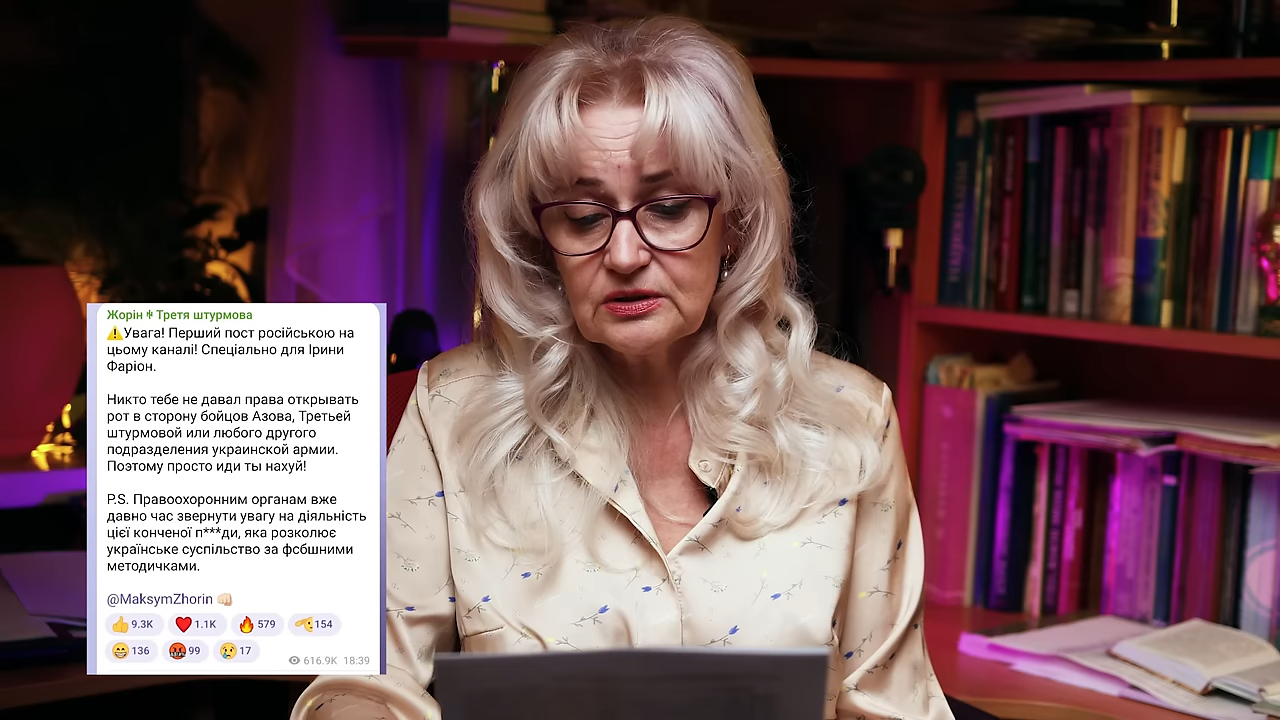 Жорін ⚜ Третя штурмова
⚠️Увага! Перший пост російською на
цьому каналі! Спеціально для Ірини
Фаріон.
Никто тебе не давал права открывать
рот в сторону бойцов Азова, Третьей
штурмовой или любого другого
подразделения украинской армии.
Поэтому просто иди ты нахуй!
P.S. Правоохоронним органам вже
давно час звернути увагу на діяльність
цієї конченої п***ди, яка розколює
українське суспільство за фсбшними
методичками.
@MaksymZhorin 👊🏻
👍 9.3K ❤️ 1.1K 🔥 579 🫡 154
😁 136 🤬 99 😢 17
616.9K 18:39